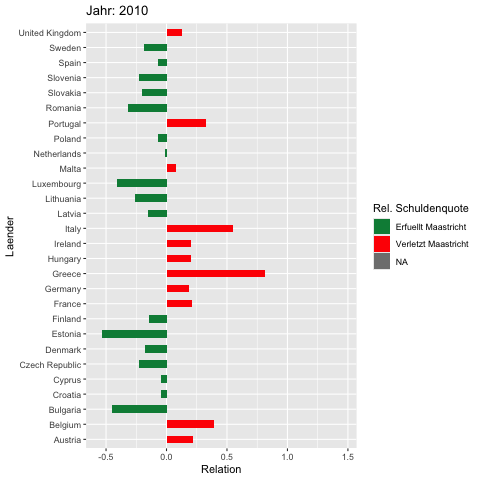 Jahr: 2010
United Kingdom
Sweden
Spain
Slovenia
Slovakia
Romania
Portugal
Poland
Netherlands
Malta
Luxembourg
Lithuania
Latvia
Italy
Ireland
Hungary
Greece
Germany
France
Finland
Estonia
Denmark
Czech Republic
Cyprus
Croatia
Bulgaria
Belgium
Austria
Laender
-0.5 0.0 0.5 1.0 1.5
Relation
Rel. Schuldenquote
Erfuellt Maastricht
Verletzt Maastricht
NA